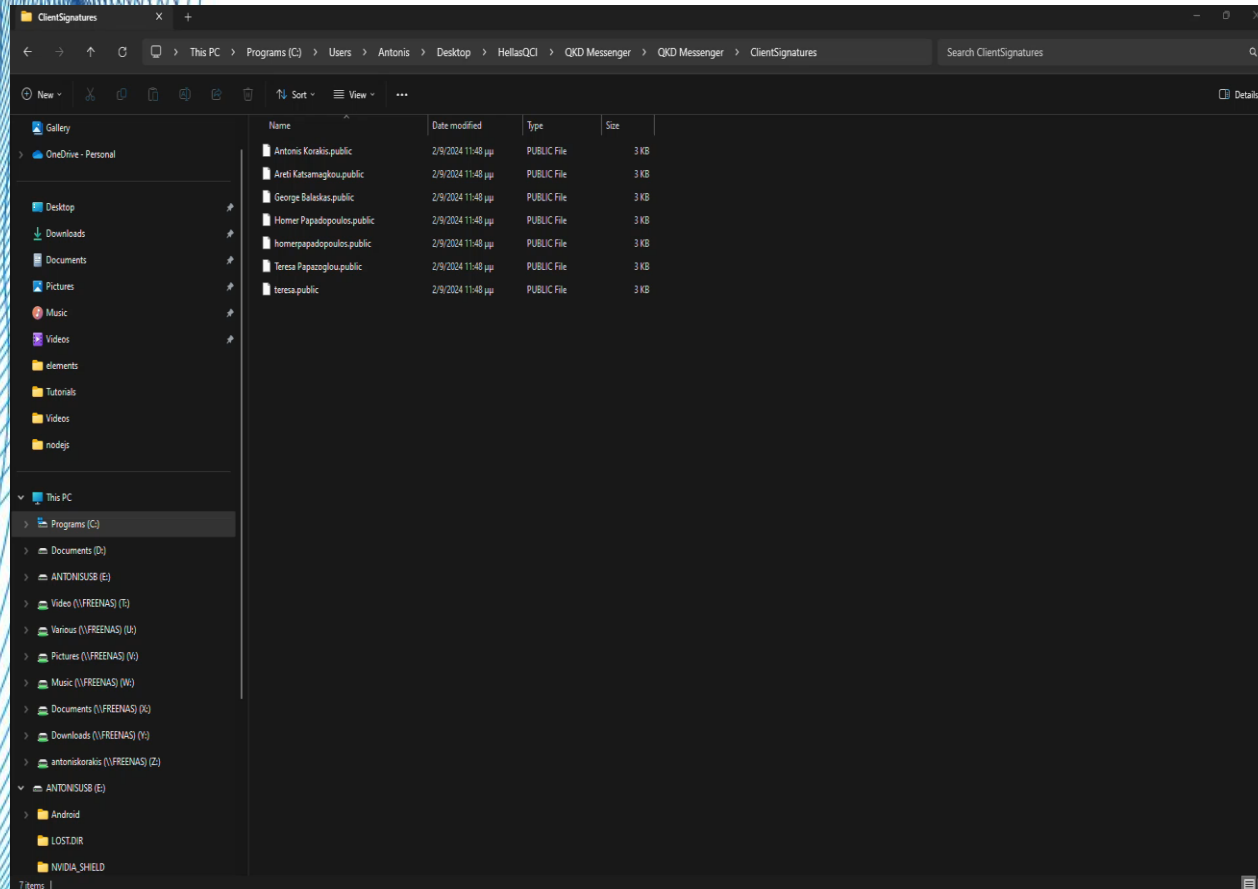 ClientSignatures
This PC > Programs (C:) > Users > Antonis > Desktop > HellasQCI > QKD Messenger > QKD Messenger > ClientSignatures
Search ClientSignatures
New
Sort
View
Details
Gallery
OneDrive - Personal
Desktop
Downloads
Documents
Pictures
Music
Videos
elements
Tutorials
Videos
nodejs
This PC
Programs (C:)
Documents (D:)
ANTONISUSB (E:)
Video (\\FREENAS) (T:)
Various (\\FREENAS) (U:)
Pictures (\\FREENAS) (V:)
Music (\\FREENAS) (W:)
Documents (\\FREENAS) (X:)
Downloads (\\FREENAS) (Y:)
antoniskorakis (\\FREENAS) (Z:)
ANTONISUSB (E:)
Android
LOST.DIR
NVIDIA_SHIELD
Name Date modified Type Size
Antonis Korakis.public 2/9/2024 11:48 μμ PUBLIC File 3 KB
Areti Katsamagkou.public 2/9/2024 11:48 μμ PUBLIC File 3 KB
George Balaskas.public 2/9/2024 11:48 μμ PUBLIC File 3 KB
Homer Papadopoulos.public 2/9/2024 11:48 μμ PUBLIC File 3 KB
homerpapadopoulos.public 2/9/2024 11:48 μμ PUBLIC File 3 KB
Teresa Papazoglou.public 2/9/2024 11:48 μμ PUBLIC File 3 KB
teresa.public 2/9/2024 11:48 μμ PUBLIC File 3 KB
7 items